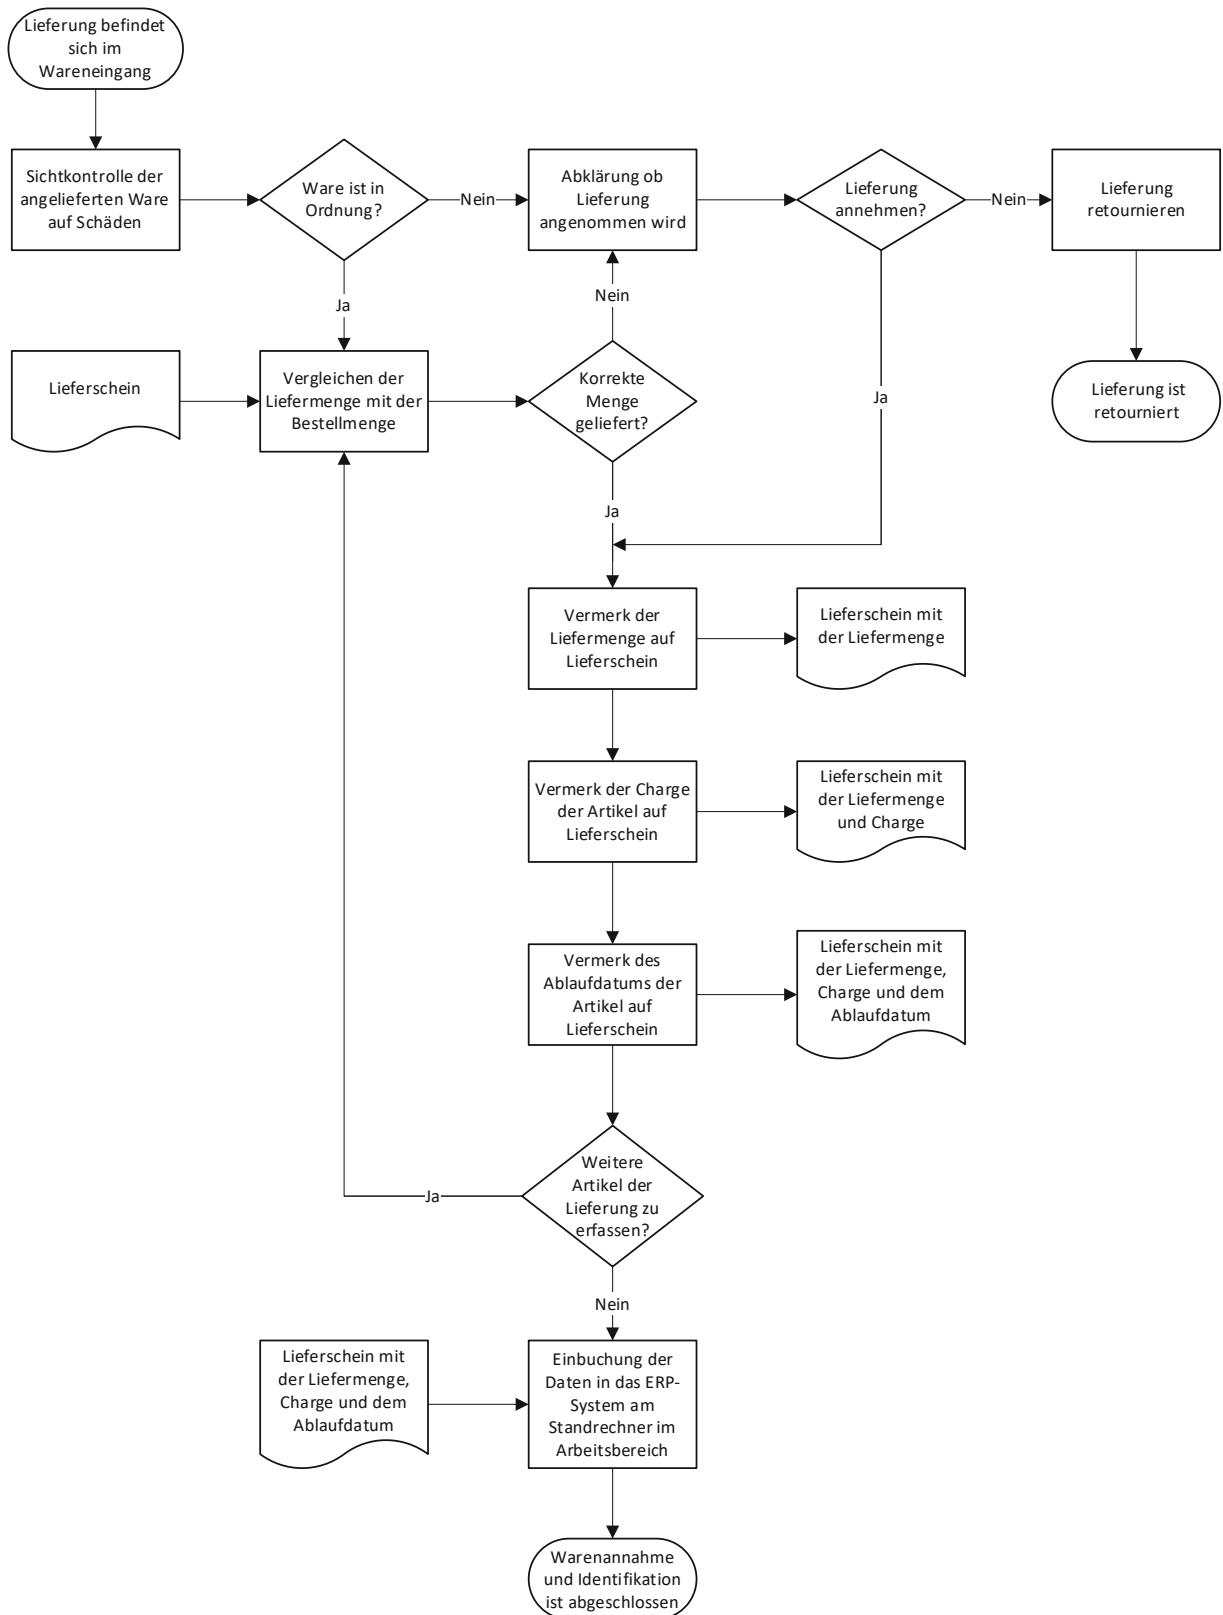 Lieferung befindet
sich im
Wareneingang
Sichtkontrolle der
angelieferten Ware
auf Schäden
Ware ist in
Ordnung?
Nein
Abklärung ob
Lieferung
angenommen wird
Lieferung
annehmen?
Nein
Lieferung
retournieren
Ja
Nein
Lieferschein
Vergleichen der
Liefermenge mit der
Bestellmenge
Korrekte
Menge
geliefert?
Ja
Lieferung ist
retourniert
Ja
Vermerk der
Liefermenge auf
Lieferschein
Lieferschein mit
der Liefermenge
Vermerk der Charge
der Artikel auf
Lieferschein
Lieferschein mit
der Liefermenge
und Charge
Vermerk des
Ablaufdatums der
Artikel auf
Lieferschein
Lieferschein mit
der Liefermenge,
Charge und dem
Ablaufdatum
Weitere
Artikel der
Lieferung zu
erfassen?
Ja
Nein
Lieferschein mit
der Liefermenge,
Charge und dem
Ablaufdatum
Einbuchung der
Daten in das ERP-
System am
Standrechner im
Arbeitsbereich
Warenannahme
und Identifikation
ist abgeschlossen